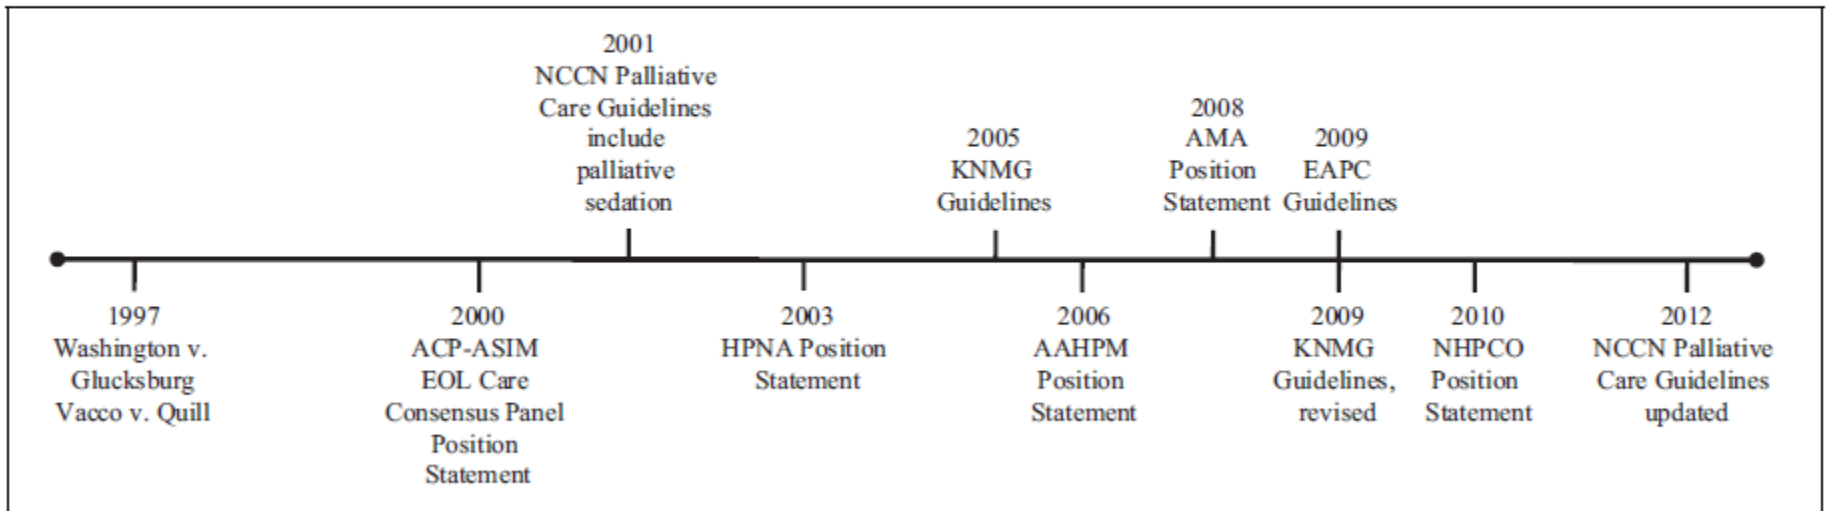 2001
NCCN Palliative
Care Guidelines
include
palliative
sedation
2005
KNMG
Guidelines
2008
AMA
Position
Statement
2009
EAPC
Guidelines
1997
Washington v.
Glucksburg
Vacco v. Quill
2000
ACP-ASIM
EOL Care
Consensus Panel
Position
Statement
2003
HPNA Position
Statement
2006
AAHPM
Position
Statement
2009
KNMG
Guidelines,
revised
2010
NHPCO
Position
Statement
2012
NCCN Palliative
Care Guidelines
updated